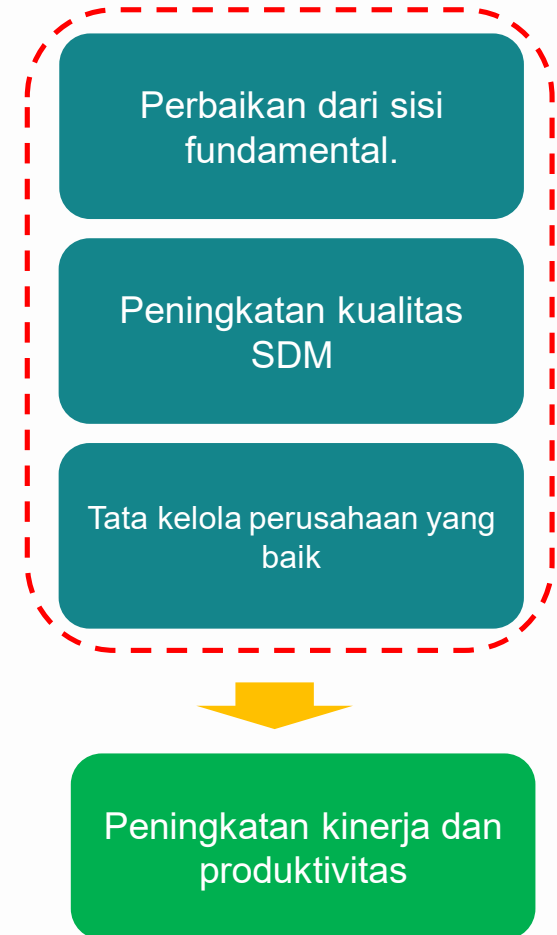 Perbaikan dari sisi
fundamental.
Peningkatan kualitas
SDM
Tata kelola perusahaan yang
baik
Peningkatan kinerja dan
produktivitas